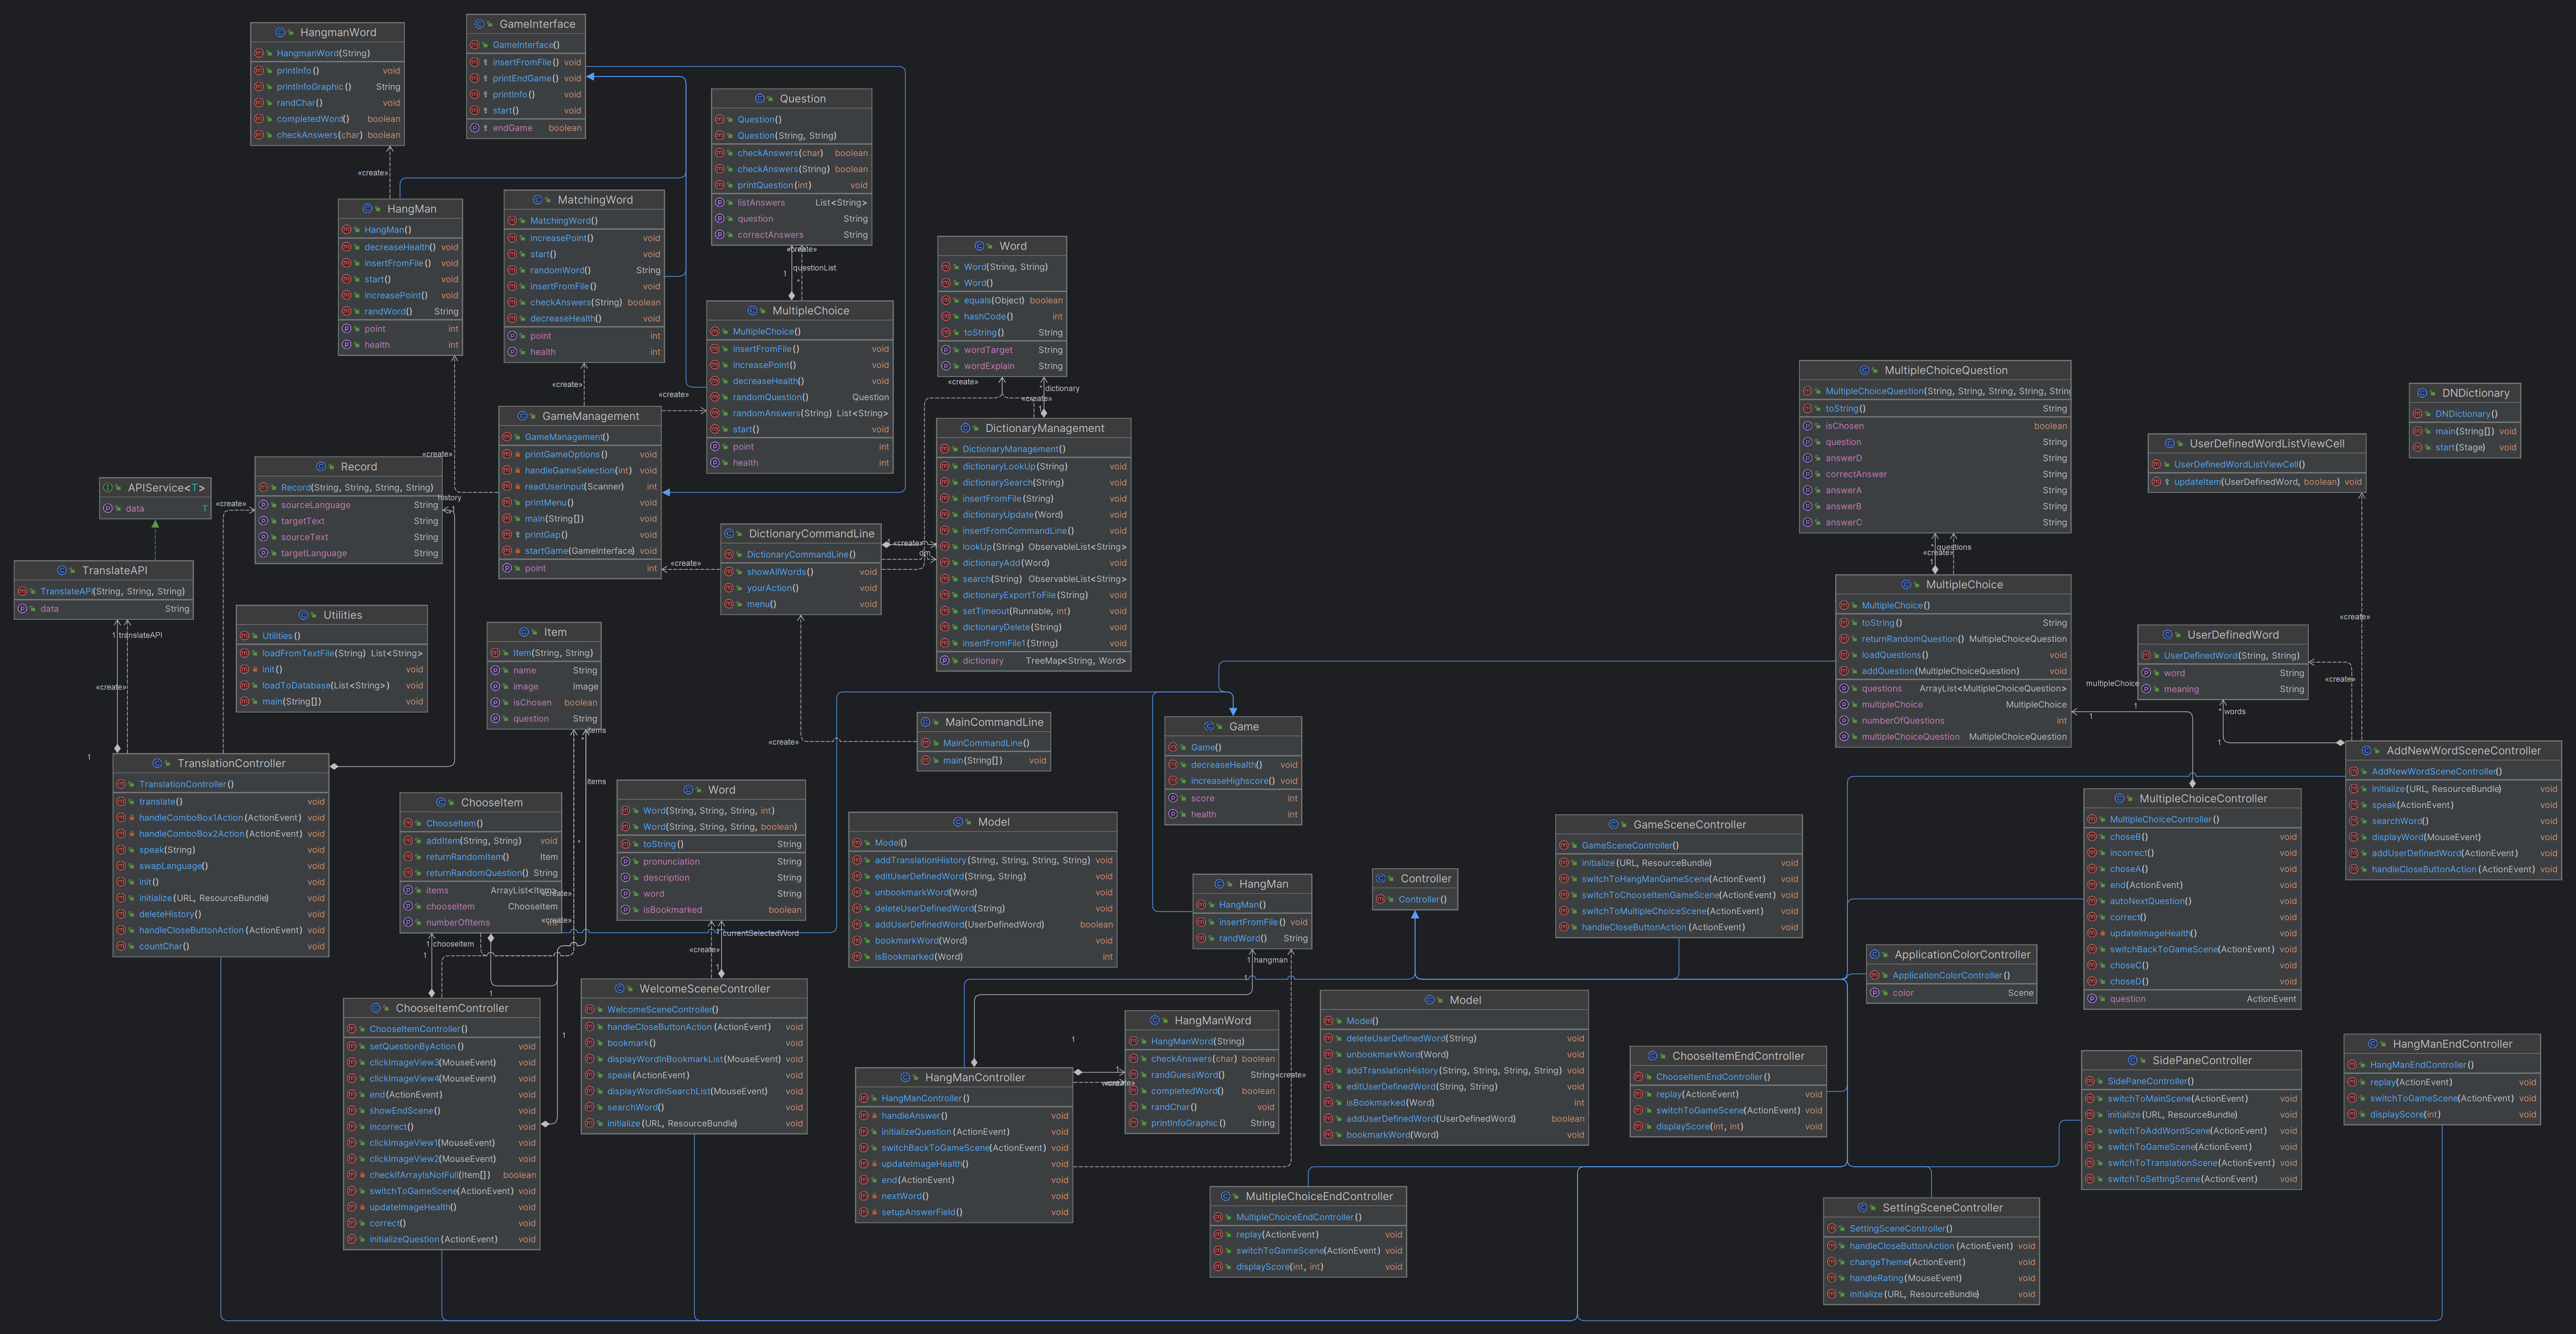 HangmanWord
HangmanWord(String)
printInfo() void
printInfoGraphic() String
randChar() void
completedWord() boolean
checkAnswers(char) boolean
GameInterface
GameInterface()
insertFromFile() void
printEndGame() void
printInfo() void
start() void
endGame boolean
Question
Question()
Question(String, String)
checkAnswers(char) boolean
checkAnswers(String) boolean
printQuestion(int) void
listAnswers List<String>
question String
correctAnswers String
«create»
HangMan
HangMan()
decreaseHealth() void
insertFromFile() void
start() void
increasePoint() void
randWord() String
point int
health int
MatchingWord
MatchingWord()
increasePoint() void
start() void
randomWord() String
insertFromFile() void
checkAnswers(String) boolean
decreaseHealth() void
point int
health int
«create»
1 questionList
*
MultipleChoice
MultipleChoice()
insertFromFile() void
increasePoint() void
decreaseHealth() void
randomQuestion() Question
randomAnswers(String) List<String>
start() void
point int
health int
Word
Word(String, String)
Word()
equals(Object) boolean
hashCode() int
toString() String
wordTarget String
wordExplain String
«create»
* dictionary
«create»
1
«create»
«create»
GameManagement
GameManagement()
printGameOptions() void
handleGameSelection(int) void
readUserInput(Scanner) int
printMenu() void
main(String[]) void
printGap() void
startGame(GameInterface) void
point int
DictionaryManagement
DictionaryManagement()
dictionaryLookUp(String) void
dictionarySearch(String) void
insertFromFile(String) void
dictionaryUpdate(Word) void
insertFromCommandLine() void
lookUp(String) ObservableList<String>
dictionaryAdd(Word) void
search(String) ObservableList<String>
dictionaryExportToFile(String) void
setTimeout(Runnable, int) void
dictionaryDelete(String) void
insertFromFile1(String) void
dictionary TreeMap<String, Word>
DictionaryCommandLine
DictionaryCommandLine()
showAllWords() void
yourAction() void
menu() void
1
«create»
dm
«create»
«create»
Record
Record(String, String, String, String)
sourceLanguage String
targetText String
sourceText String
targetLanguage String
history
«create»
APIService<T>
data T
TranslateAPI
TranslateAPI(String, String, String)
data String
1 translateAPI
«create»
1
Utilities
Utilities()
loadFromTextFile(String) List<String>
init() void
loadToDatabase(List<String>) void
main(String[]) void
Item
Item(String, String)
name String
image Image
isChosen boolean
question String
items
*
items
*
MultipleChoiceQuestion
MultipleChoiceQuestion(String, String, String, String, String
toString() String
isChosen boolean
question String
answerD String
correctAnswer String
answerA String
answerB String
answerC String
* questions
«create»
1
DNDictionary
DNDictionary()
main(String[]) void
start(Stage) void
UserDefinedWordListViewCell
UserDefinedWordListViewCell()
updateItem(UserDefinedWord, boolean) void
«create»
MultipleChoice
MultipleChoice()
toString() String
returnRandomQuestion() MultipleChoiceQuestion
loadQuestions() void
addQuestion(MultipleChoiceQuestion) void
questions ArrayList<MultipleChoiceQuestion>
multipleChoice MultipleChoice
numberOfQuestions int
multipleChoiceQuestion MultipleChoiceQuestion
multipleChoice
1
1
UserDefinedWord
UserDefinedWord(String, String)
word String
meaning String
«create»
* words
1
AddNewWordSceneController
AddNewWordSceneController()
initialize(URL, ResourceBundle) void
speak(ActionEvent) void
searchWord() void
displayWord(MouseEvent) void
addUserDefinedWord(ActionEvent) void
handleCloseButtonAction(ActionEvent) void
MainCommandLine
MainCommandLine()
main(String[]) void
«create»
Game
Game()
decreaseHealth() void
increaseHighscore() void
score int
health int
TranslationController
TranslationController()
translate() void
handleComboBox1Action(ActionEvent) void
handleComboBox2Action(ActionEvent) void
speak(String) void
swapLanguage() void
init() void
initialize(URL, ResourceBundle) void
deleteHistory() void
handleCloseButtonAction(ActionEvent) void
countChar() void
ChooseItem
ChooseItem()
addItem(String, String) void
returnRandomItem() Item
returnRandomQuestion() String
items ArrayList<Item>
chooseItem ChooseItem
numberOfItems int
«create»
«create»
1 chooseItem
1
1
1
Word
Word(String, String, String, int)
Word(String, String, String, boolean)
toString() String
pronunciation String
description String
word String
isBookmarked boolean
1 currentSelectedWord
«create»
1
Model
Model()
addTranslationHistory(String, String, String, String) void
editUserDefinedWord(String, String) void
unbookmarkWord(Word) void
deleteUserDefinedWord(String) void
addUserDefinedWord(UserDefinedWord) boolean
bookmarkWord(Word) void
isBookmarked(Word) int
HangMan
HangMan()
insertFromFile() void
randWord() String
1 hangman
1
Controller
Controller()
GameSceneController
GameSceneController()
initialize(URL, ResourceBundle) void
switchToHangManGameScene(ActionEvent) void
switchToChooseItemGameScene(ActionEvent) void
switchToMultipleChoiceScene(ActionEvent) void
handleCloseButtonAction(ActionEvent) void
MultipleChoiceController
MultipleChoiceController()
choseB() void
incorrect() void
choseA() void
end(ActionEvent) void
autoNextQuestion() void
correct() void
updateImageHealth() void
switchBackToGameScene(ActionEvent) void
choseC() void
choseD() void
question ActionEvent
ApplicationColorController
ApplicationColorController()
color Scene
ChooseItemController
ChooseItemController()
setQuestionByAction() void
clickImageView3(MouseEvent) void
clickImageView4(MouseEvent) void
end(ActionEvent) void
showEndScene() void
incorrect() void
clickImageView1(MouseEvent) void
clickImageView2(MouseEvent) void
checkIfArrayIsNotFull(Item[]) boolean
switchToGameScene(ActionEvent) void
updateImageHealth() void
correct() void
initializeQuestion(ActionEvent) void
WelcomeSceneController
WelcomeSceneController()
handleCloseButtonAction(ActionEvent) void
bookmark() void
displayWordInBookmarkList(MouseEvent) void
speak(ActionEvent) void
displayWordInSearchList(MouseEvent) void
searchWord() void
initialize(URL, ResourceBundle) void
HangManWord
HangManWord(String)
checkAnswers(char) boolean
randGuessWord() String
completedWord() boolean
randChar() void
printInfoGraphic() String
«create»
1
1
HangManController
HangManController()
handleAnswer() void
initializeQuestion(ActionEvent) void
switchBackToGameScene(ActionEvent) void
updateImageHealth() void
end(ActionEvent) void
nextWord() void
setupAnswerField() void
Model
Model()
deleteUserDefinedWord(String) void
unbookmarkWord(Word) void
addTranslationHistory(String, String, String, String) void
editUserDefinedWord(String, String) void
isBookmarked(Word) int
addUserDefinedWord(UserDefinedWord) boolean
bookmarkWord(Word) void
ChooseItemEndController
ChooseItemEndController()
replay(ActionEvent) void
switchToGameScene(ActionEvent) void
displayScore(int, int) void
SidePaneController
SidePaneController()
switchToMainScene(ActionEvent) void
initialize(URL, ResourceBundle) void
switchToAddWordScene(ActionEvent) void
switchToGameScene(ActionEvent) void
switchToTranslationScene(ActionEvent) void
switchToSettingScene(ActionEvent) void
HangManEndController
HangManEndController()
replay(ActionEvent) void
switchToGameScene(ActionEvent) void
displayScore(int) void
MultipleChoiceEndController
MultipleChoiceEndController()
replay(ActionEvent) void
switchToGameScene(ActionEvent) void
displayScore(int, int) void
SettingSceneController
SettingSceneController()
handleCloseButtonAction(ActionEvent) void
changeTheme(ActionEvent) void
handleRating(MouseEvent) void
initialize(URL, ResourceBundle) void